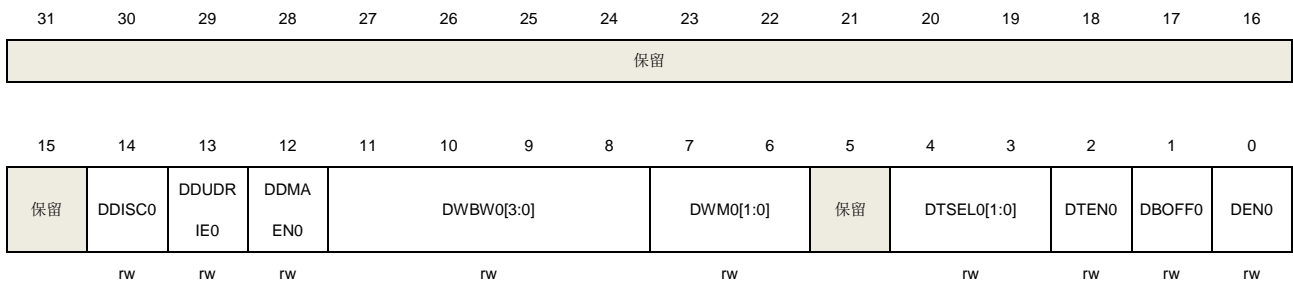 31 30 29 28 27 26 25 24 23 22 21 20 19 18 17 16
保留
15 14 13 12 11 10 9 8 7 6 5 4 3 2 1 0
保留 DDISC0 DDUDR IE0 DDMA EN0 DWBW0[3:0] DWM0[1:0] 保留 DTSEL0[1:0] DTEN0 DBOFF0 DEN0
rw rw rw rw rw rw rw rw rw